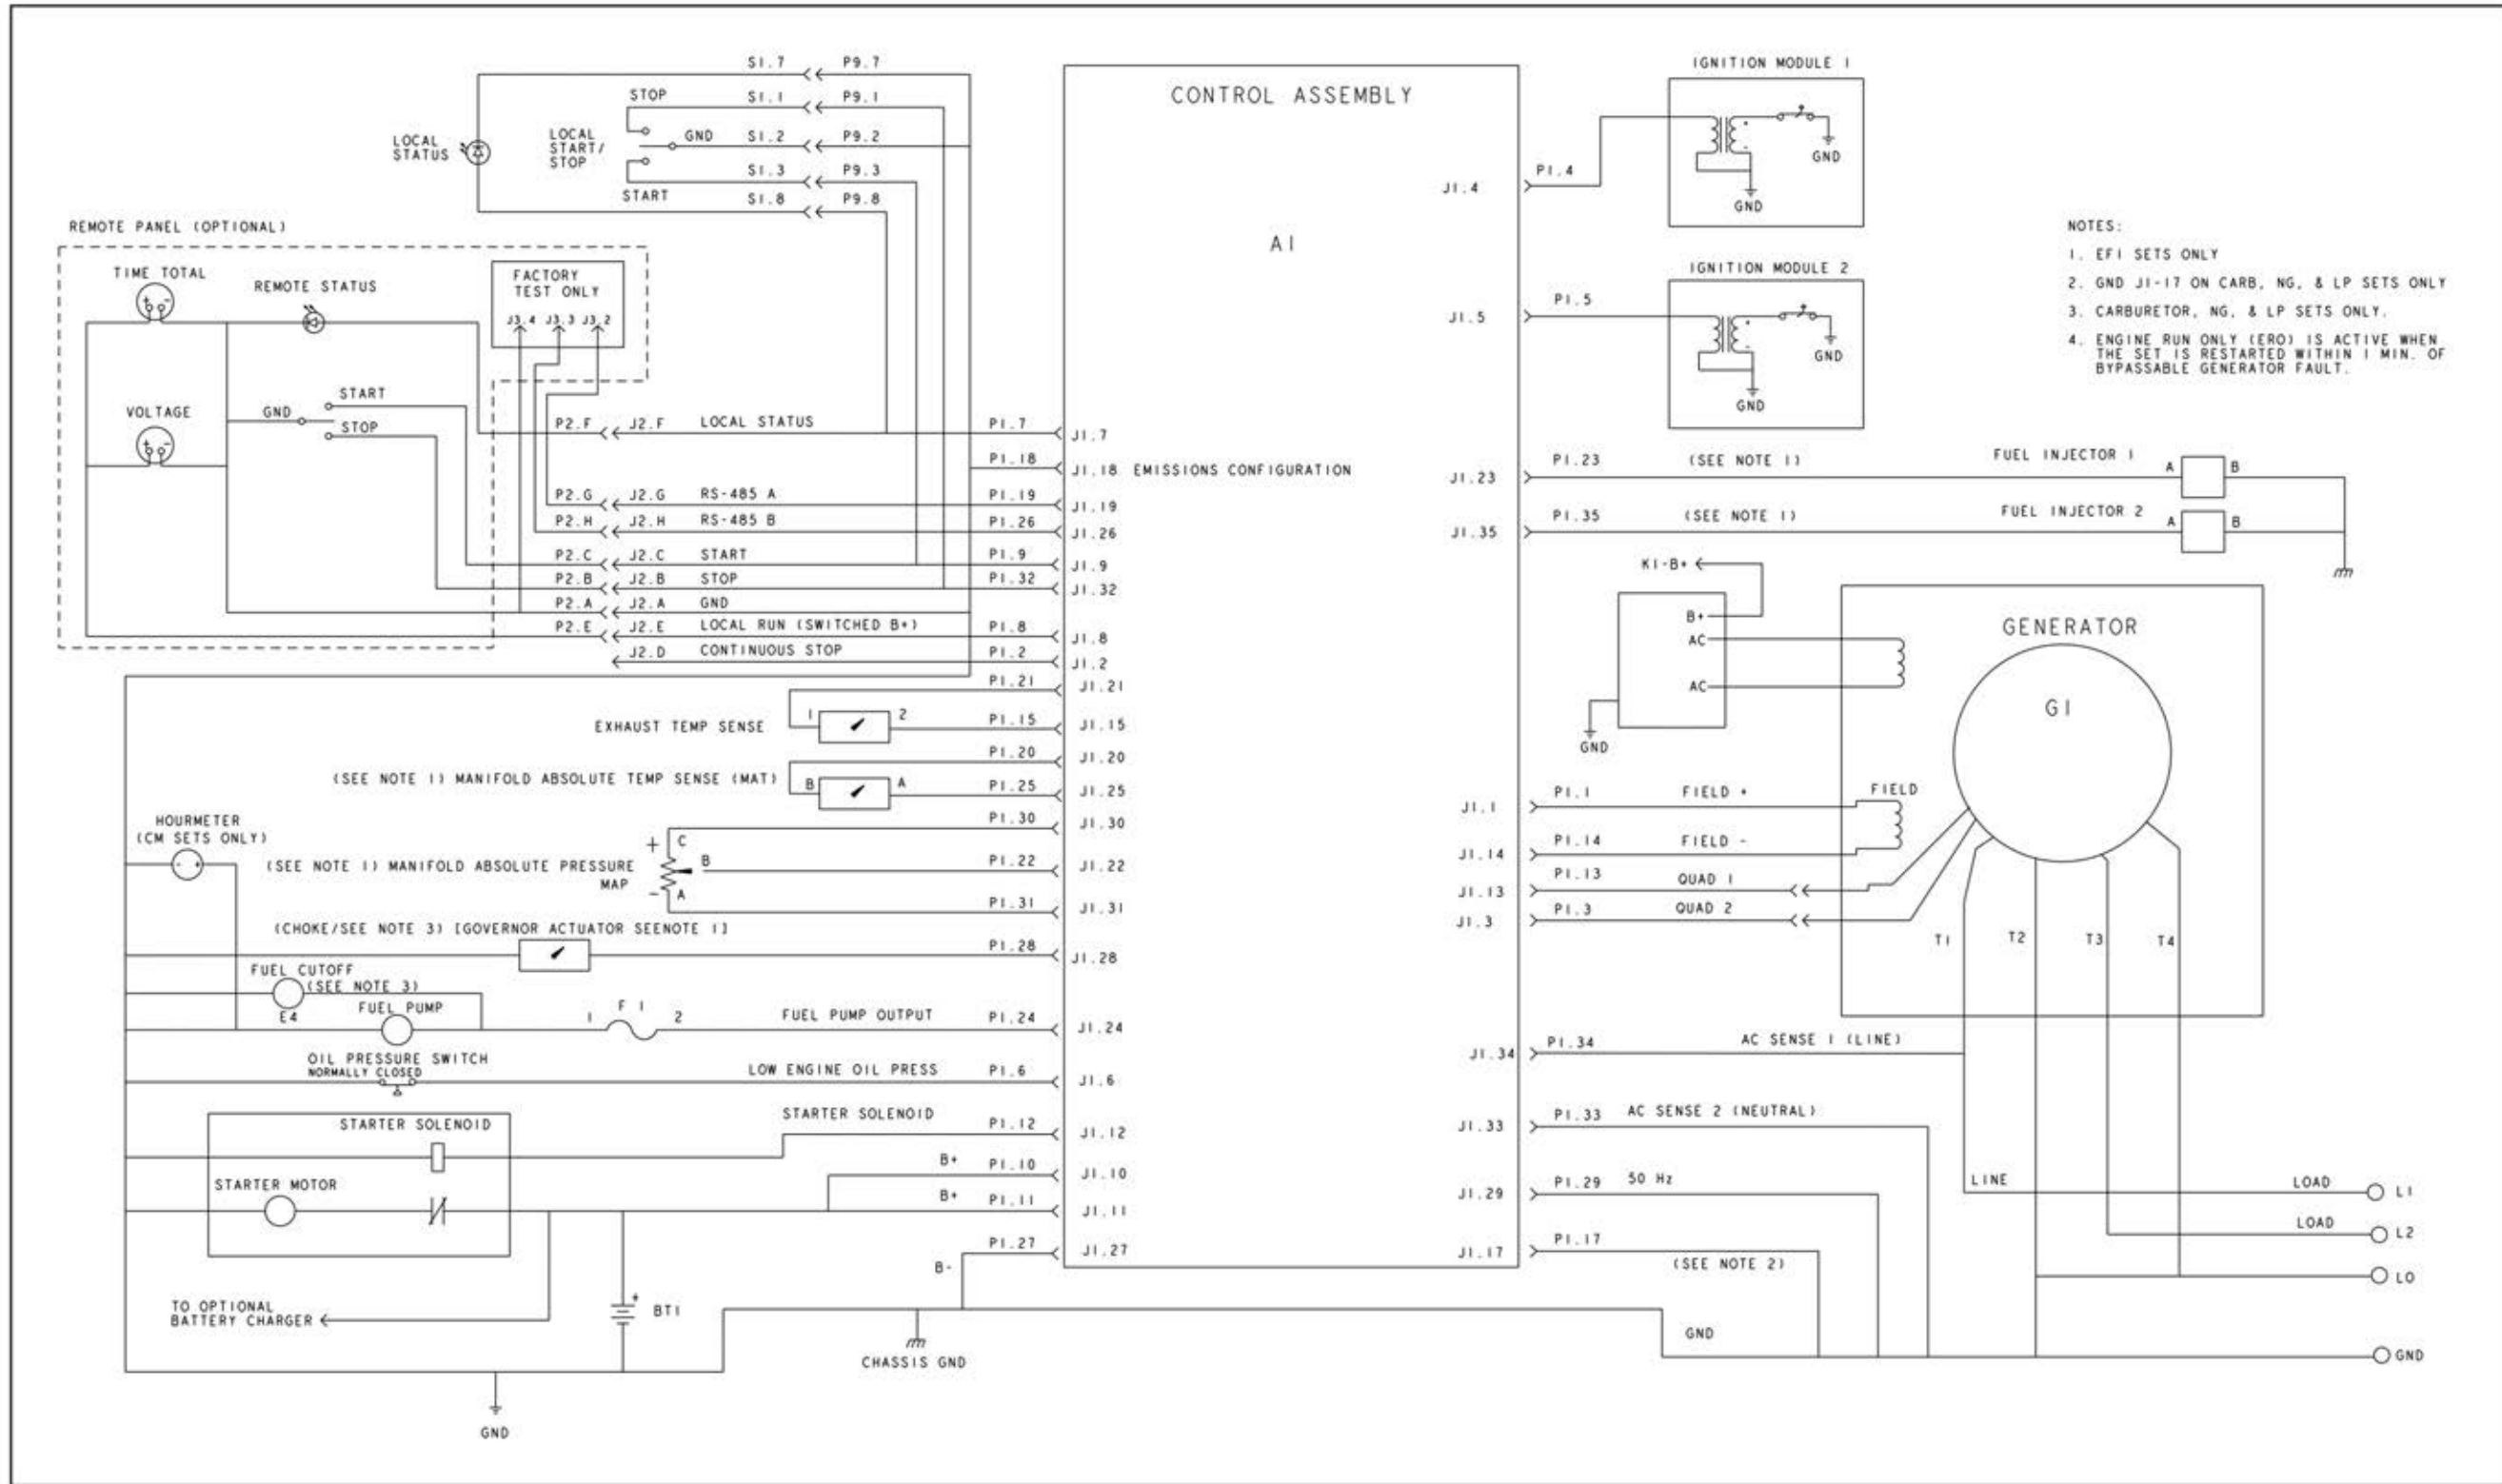 S1.7 P9.7
STOP S1.1 P9.1
LOCAL
START/
STOP
GND S1.2 P9.2
S1.3 P9.3
START S1.8 P9.8
LOCAL
STATUS
REMOTE PANEL (OPTIONAL)
TIME TOTAL
REMOTE STATUS
FACTORY
TEST ONLY
J3.4 J3.3 J3.2
VOLTAGE
GND
START
STOP
P2.F J2.F LOCAL STATUS P1.7 J1.7
P1.18 J1.18 EMISSIONS CONFIGURATION
P2.G J2.G RS-485 A P1.19 J1.19
P2.H J2.H RS-485 B P1.26 J1.26
P2.C J2.C START P1.9 J1.9
P2.B J2.B STOP P1.32 J1.32
P2.A J2.A GND
P2.E J2.E LOCAL RUN (SWITCHED B+) P1.8 J1.8
J2.D CONTINUOUS STOP P1.2 J1.2
P1.21 J1.21
EXHAUST TEMP SENSE 1 2 P1.15 J1.15
P1.20 J1.20
(SEE NOTE 1) MANIFOLD ABSOLUTE TEMP SENSE (MAT) B A P1.25 J1.25
HOURMETER
(CM SETS ONLY)
- +
P1.30 J1.30
+ C
(SEE NOTE 1) MANIFOLD ABSOLUTE PRESSURE
MAP
B P1.22 J1.22
- A
P1.31 J1.31
(CHOKE/SEE NOTE 3) [GOVERNOR ACTUATOR SEENOTE 1] P1.28 J1.28
FUEL CUTOFF
(SEE NOTE 3)
E4
FUEL PUMP
1 F1 2 FUEL PUMP OUTPUT P1.24 J1.24
OIL PRESSURE SWITCH
NORMALLY CLOSED
LOW ENGINE OIL PRESS P1.6 J1.6
STARTER SOLENOID
STARTER SOLENOID P1.12 J1.12
STARTER MOTOR
B+ P1.10 J1.10
B+ P1.11 J1.11
P1.27 J1.27
B-
TO OPTIONAL
BATTERY CHARGER
+ BT1
CHASSIS GND
GND
CONTROL ASSEMBLY
A1
IGNITION MODULE 1
GND
GND
J1.4 P1.4
IGNITION MODULE 2
GND
GND
J1.5 P1.5
NOTES:
1. EFI SETS ONLY
2. GND J1-17 ON CARB, NG, & LP SETS ONLY
3. CARBURETOR, NG, & LP SETS ONLY.
4. ENGINE RUN ONLY (ERO) IS ACTIVE WHEN
THE SET IS RESTARTED WITHIN 1 MIN. OF
BYPASSABLE GENERATOR FAULT.
J1.23 P1.23 (SEE NOTE 1) FUEL INJECTOR 1 A B
J1.35 P1.35 (SEE NOTE 1) FUEL INJECTOR 2 A B
K1-B+
B+
AC
AC
GND
GENERATOR
G1
J1.1 P1.1 FIELD + FIELD
J1.14 P1.14 FIELD -
J1.13 P1.13 QUAD 1
J1.3 P1.3 QUAD 2
T1 T2 T3 T4
J1.34 P1.34 AC SENSE 1 (LINE)
J1.33 P1.33 AC SENSE 2 (NEUTRAL)
J1.29 P1.29 50 Hz
LINE LOAD L1
J1.17 P1.17
(SEE NOTE 2)
LOAD L2
L0
GND
GND